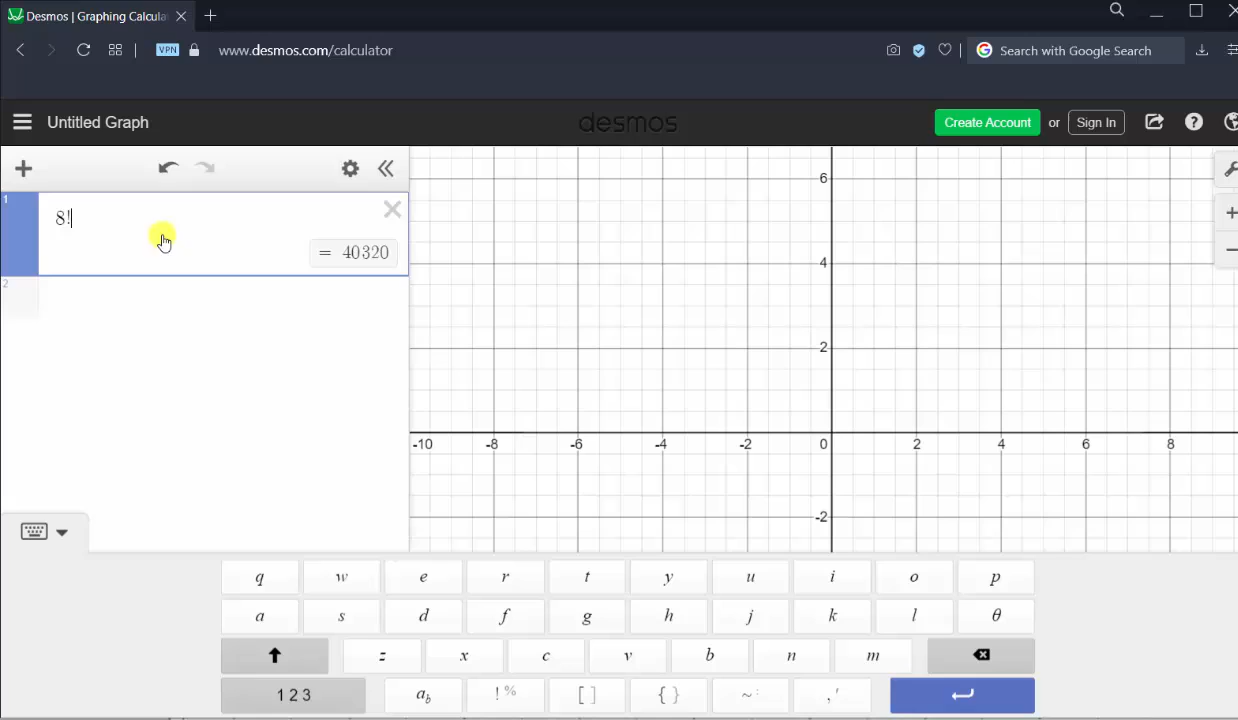 Desmos | Graphing Calcula
VPN
www.desmos.com/calculator
G
Search with Google Search
Untitled Graph
desmos
Create Account or Sign In
?
1
8!
= 40320
2
6
4
2
-10 -8 -6 -4 -2 0 2 4 6 8
-2
q w e r t y u i o p
a s d f g h j k l θ
z x c v b n m
1 2 3 ab !% [ ] { } ~: ,'